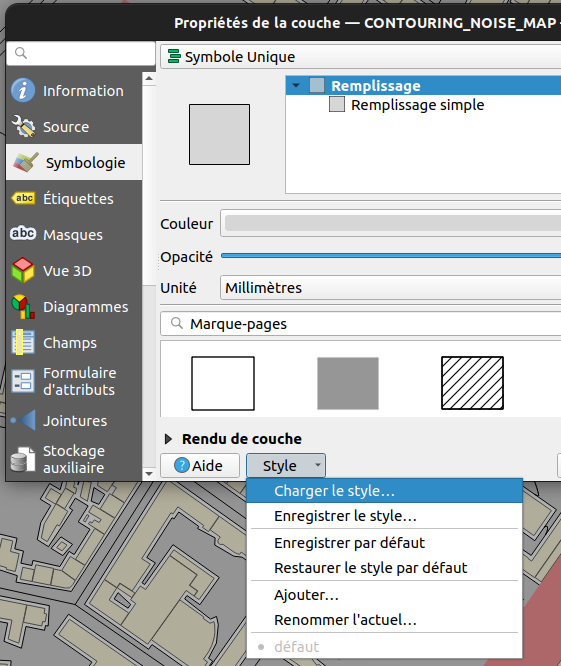 Propriétés de la couche — CONTOURING_NOISE_MAP
Information
Source
Symbologie
abc Étiquettes
abc Masques
Vue 3D
Diagrammes
Champs
Formulaire
d'attributs
Jointures
Stockage
auxiliaire
Symbole Unique
Remplissage
Remplissage simple
Couleur
Opacité
Unité Millimètres
Marque-pages
Rendu de couche
? Aide Style
Charger le style...
Enregistrer le style...
Enregistrer par défaut
Restaurer le style par défaut
Ajouter...
Renommer l'actuel...
défaut